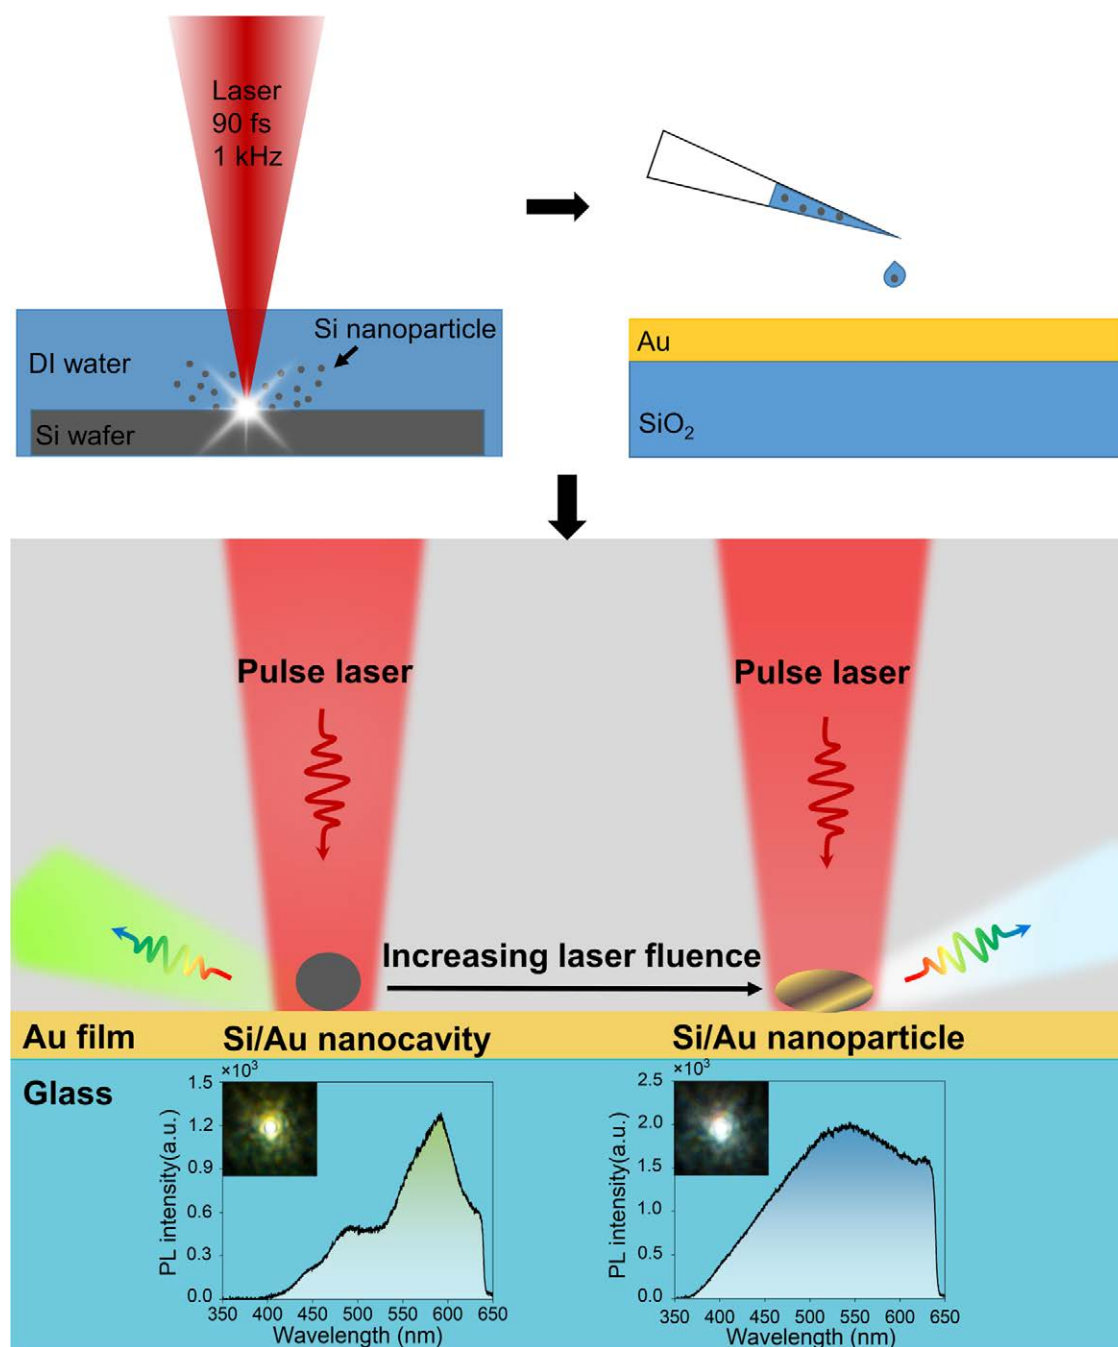 Laser
90 fs
1 kHz
Si nanoparticle
DI water
Si wafer
Au
SiO₂
Pulse laser
Pulse laser
Increasing laser fluence
Au film
Si/Au nanocavity
Si/Au nanoparticle
Glass
×10³
1.5
1.2
0.9
0.6
0.3
0.0
PL intensity(a.u.)
350 400 450 500 550 600 650
Wavelength (nm)
×10³
2.5
2.0
1.5
1.0
0.5
0.0
PL intensity (a.u.)
350 400 450 500 550 600 650
Wavelength (nm)